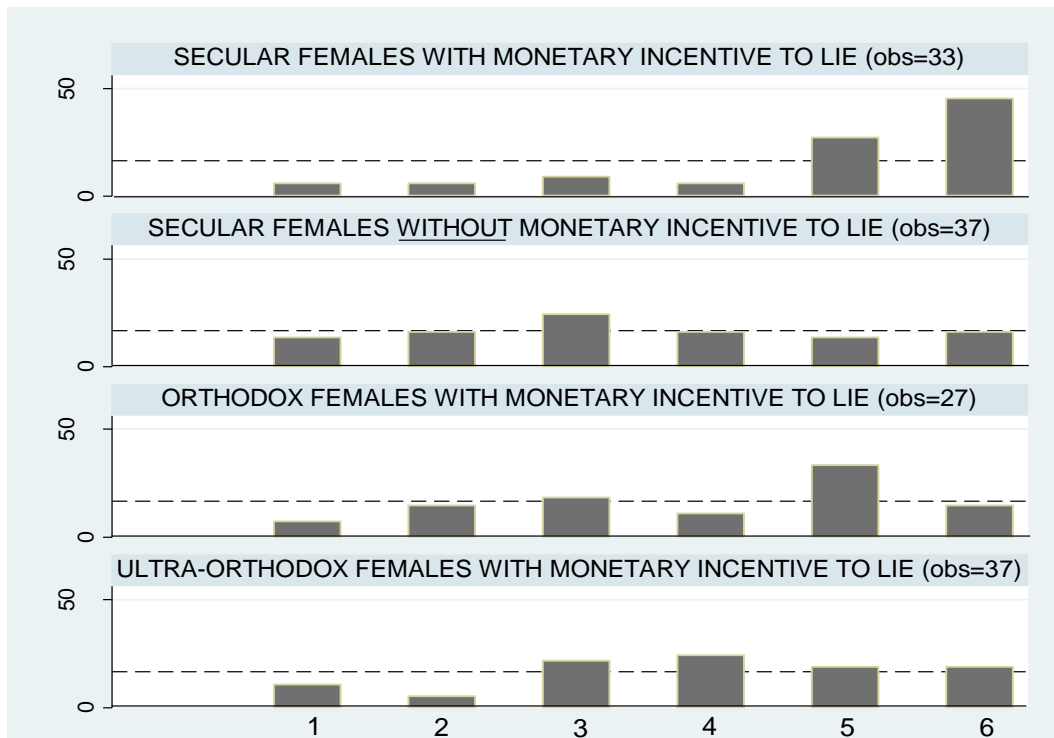 SECULAR FEMALES WITH MONETARY INCENTIVE TO LIE (obs=33)
50
0
SECULAR FEMALES WITHOUT MONETARY INCENTIVE TO LIE (obs=37)
50
0
ORTHODOX FEMALES WITH MONETARY INCENTIVE TO LIE (obs=27)
50
0
ULTRA-ORTHODOX FEMALES WITH MONETARY INCENTIVE TO LIE (obs=37)
50
0
1 2 3 4 5 6